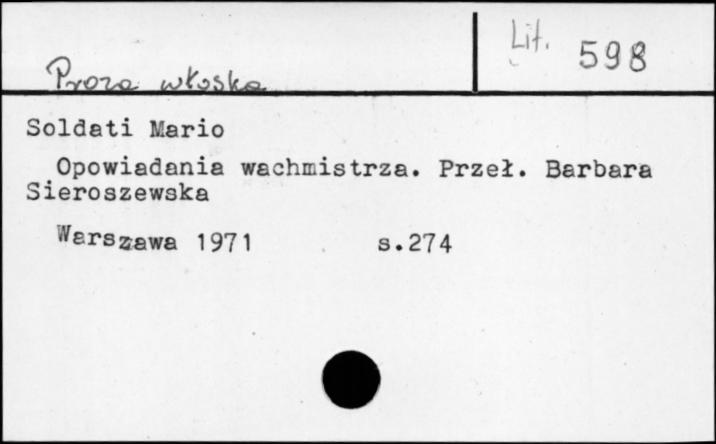 Lit. 598
Proza włoska
Soldati Mario
Opowiadania wachmistrza. Przeł. Barbara
Sieroszewska
Warszawa 1971 s.274